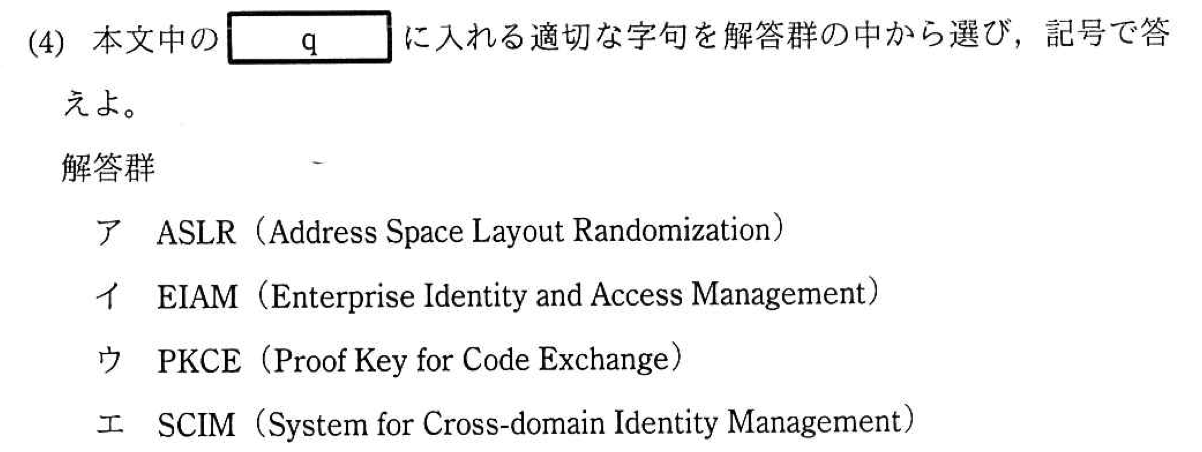 (4) 本文中の q に入れる適切な字句を解答群の中から選び，記号で答
えよ。
解答群
ア ASLR（Address Space Layout Randomization）
イ EIAM（Enterprise Identity and Access Management）
ウ PKCE（Proof Key for Code Exchange）
エ SCIM（System for Cross-domain Identity Management）